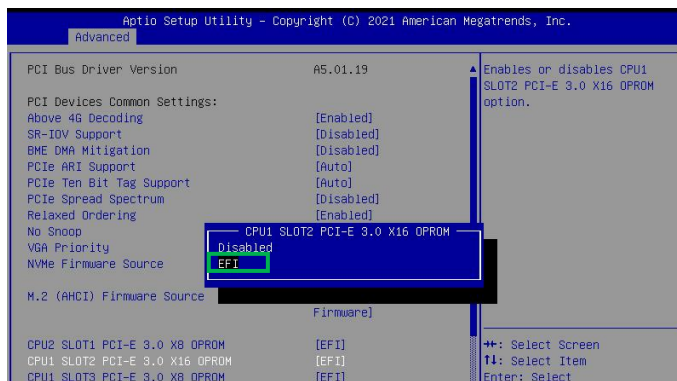 Aptio Setup Utility – Copyright (C) 2021 American Megatrends, Inc.
Advanced
PCI Bus Driver Version A5.01.19
PCI Devices Common Settings:
Above 4G Decoding [Enabled]
SR-IOV Support [Disabled]
BME DMA Mitigation [Disabled]
PCIe ARI Support [Auto]
PCIe Ten Bit Tag Support [Auto]
PCIe Spread Spectrum [Disabled]
Relaxed Ordering [Enabled]
No Snoop
VGA Priority
NVMe Firmware Source
M.2 (AHCI) Firmware Source
Firmware]
CPU2 SLOT1 PCI-E 3.0 X8 OPROM [EFI]
CPU1 SLOT2 PCI-E 3.0 X16 OPROM [EFI]
CPU1 SLOT3 PCI-E 3.0 X8 OPROM [EFI]
CPU1 SLOT2 PCI-E 3.0 X16 OPROM
Disabled
EFI
Enables or disables CPU1
SLOT2 PCI-E 3.0 X16 OPROM
option.
→←: Select Screen
↑↓: Select Item
Enter: Select